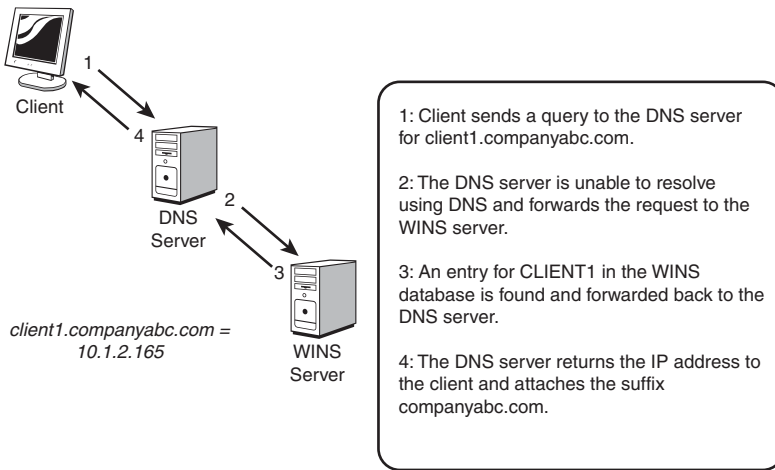 1
Client
4
DNS
Server
2
3
client1.companyabc.com =
10.1.2.165
WINS
Server
1: Client sends a query to the DNS server
for client1.companyabc.com.
2: The DNS server is unable to resolve
using DNS and forwards the request to the
WINS server.
3: An entry for CLIENT1 in the WINS
database is found and forwarded back to the
DNS server.
4: The DNS server returns the IP address to
the client and attaches the suffix
companyabc.com.